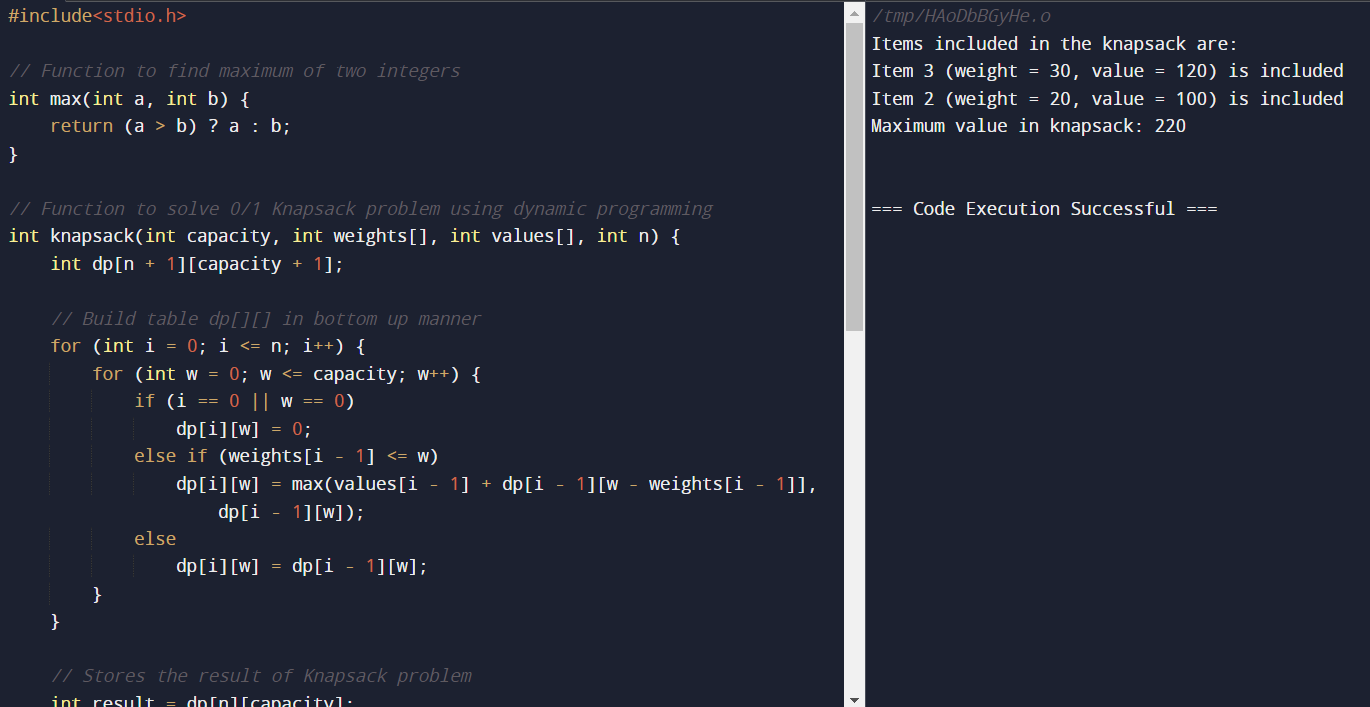 #include<stdio.h>
// Function to find maximum of two integers
int max(int a, int b) {
    return (a > b) ? a : b;
}
// Function to solve 0/1 Knapsack problem using dynamic programming
int knapsack(int capacity, int weights[], int values[], int n) {
    int dp[n + 1][capacity + 1];
    // Build table dp[][] in bottom up manner
    for (int i = 0; i <= n; i++) {
        for (int w = 0; w <= capacity; w++) {
            if (i == 0 || w == 0)
                dp[i][w] = 0;
            else if (weights[i - 1] <= w)
                dp[i][w] = max(values[i - 1] + dp[i - 1][w - weights[i - 1]],
                    dp[i - 1][w]);
            else
                dp[i][w] = dp[i - 1][w];
        }
    }
    // Stores the result of Knapsack problem
    int result = dp[n][capacity];
/tmp/HAoDbBGyHe.o
Items included in the knapsack are:
Item 3 (weight = 30, value = 120) is included
Item 2 (weight = 20, value = 100) is included
Maximum value in knapsack: 220
=== Code Execution Successful ===